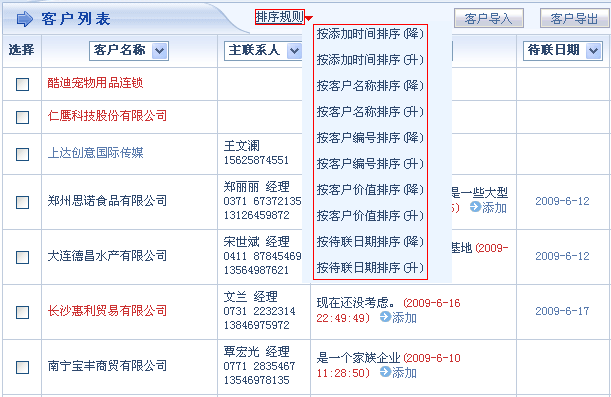 客户列表
排序规则
客户导入
客户导出
选择
客户名称
主联系人
待联日期
按添加时间排序(降)
按添加时间排序(升)
按客户名称排序(降)
按客户名称排序(升)
按客户编号排序(降)
按客户编号排序(升)
按客户价值排序(降)
按客户价值排序(升)
按待联日期排序(降)
按待联日期排序(升)
酷迪宠物用品连锁
仁鹰科技股份有限公司
上达创意国际传媒
王文澜
15625874551
郑州思诺食品有限公司
郑丽丽 经理
0371 67372135
13126459872
是一些大型
5) 添加
2009-6-12
大连德昌水产有限公司
宋世斌 经理
0411 87845469
13564987621
基地 (2009-
添加
2009-6-12
长沙惠利贸易有限公司
文兰 经理
0731 2232314
13846975972
现在还没考虑。(2009-6-16
22:49:49) 添加
2009-6-17
南宁宝丰商贸有限公司
覃宏光 经理
0771 2835467
13546978135
是一个家族企业(2009-6-10
11:28:50) 添加